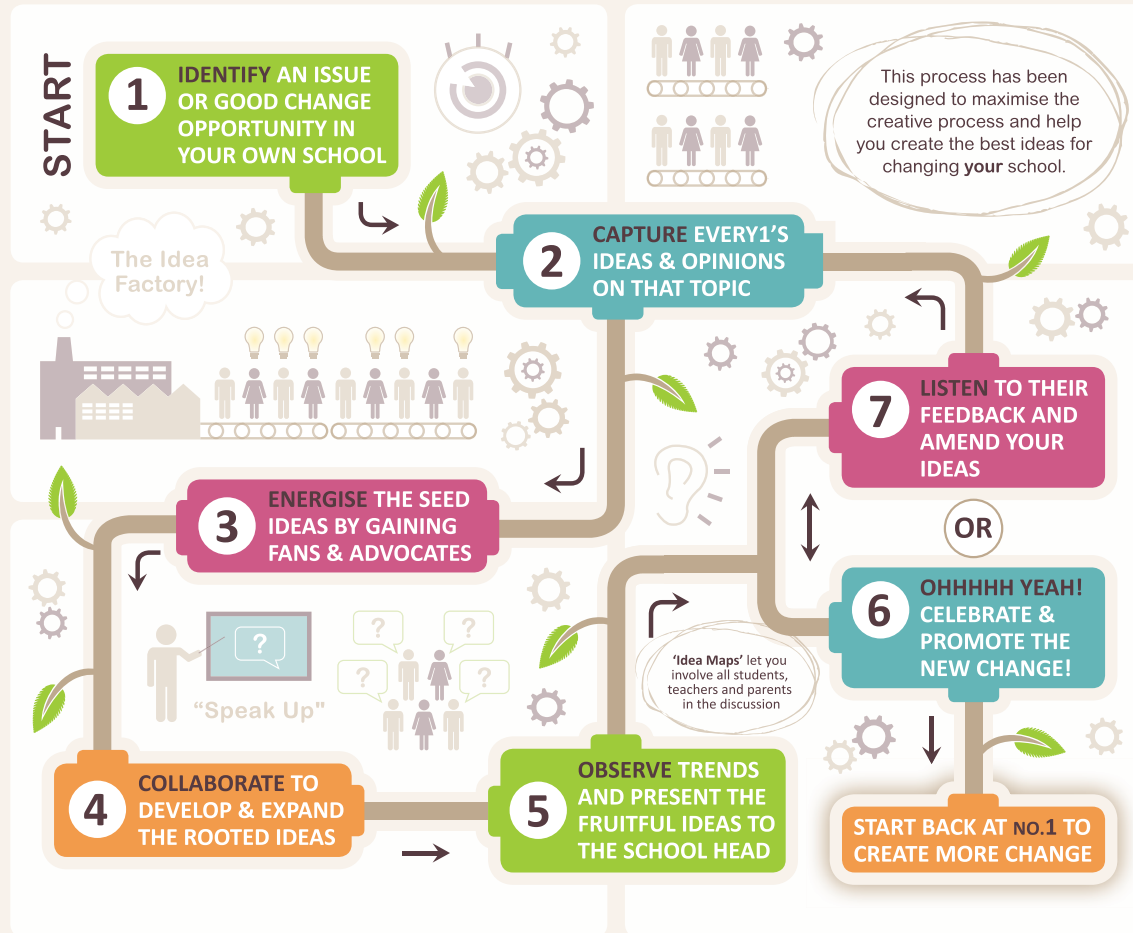 START
1
IDENTIFY AN ISSUE
OR GOOD CHANGE
OPPORTUNITY IN
YOUR OWN SCHOOL
This process has been
designed to maximise the
creative process and help
you create the best ideas for
changing your school.
2
CAPTURE EVERY1'S
IDEAS & OPINIONS
ON THAT TOPIC
The Idea
Factory!
3
ENERGISE THE SEED
IDEAS BY GAINING
FANS & ADVOCATES
?
"Speak Up"
?
?
?
?
4
COLLABORATE TO
DEVELOP & EXPAND
THE ROOTED IDEAS
5
OBSERVE TRENDS
AND PRESENT THE
FRUITFUL IDEAS TO
THE SCHOOL HEAD
'Idea Maps' let you
involve all students,
teachers and parents
in the discussion
7
LISTEN TO THEIR
FEEDBACK AND
AMEND YOUR
IDEAS
OR
6
OHHHHH YEAH!
CELEBRATE &
PROMOTE THE
NEW CHANGE!
START BACK AT NO.1 TO
CREATE MORE CHANGE